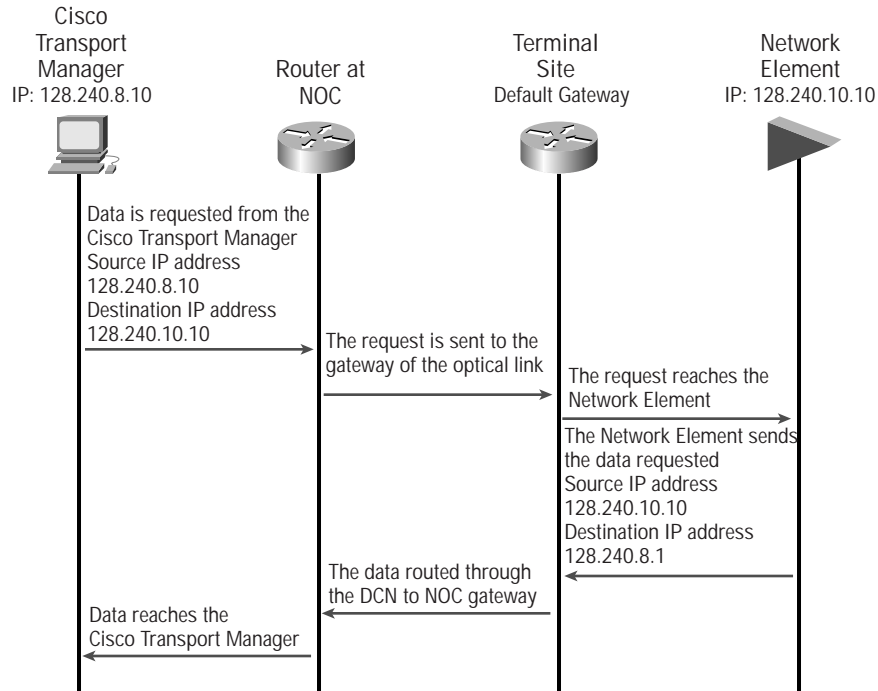 Cisco
Transport
Manager
IP: 128.240.8.10
Router at
NOC
Terminal
Site
Default Gateway
Network
Element
IP: 128.240.10.10
Data is requested from the
Cisco Transport Manager
Source IP address
128.240.8.10
Destination IP address
128.240.10.10
The request is sent to the
gateway of the optical link
The request reaches the
Network Element
The Network Element sends
the data requested
Source IP address
128.240.10.10
Destination IP address
128.240.8.1
The data routed through
the DCN to NOC gateway
Data reaches the
Cisco Transport Manager